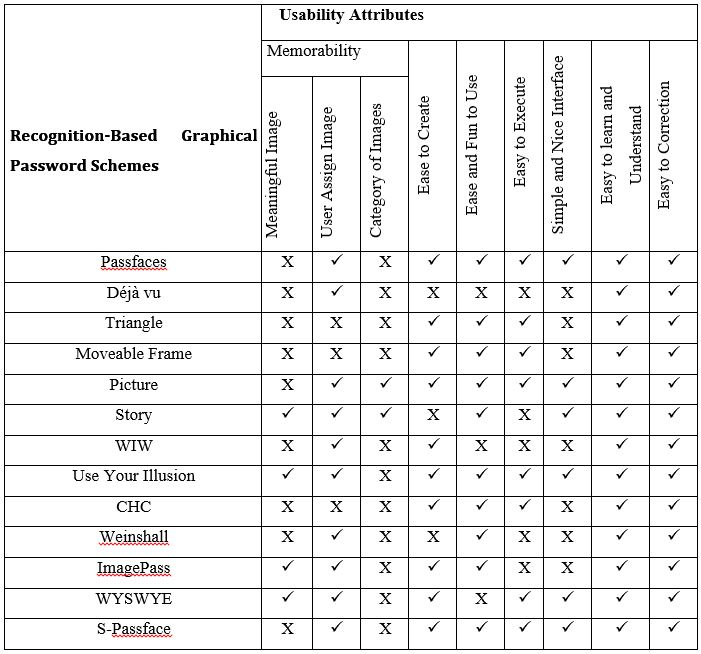 Usability Attributes
Memorability
Recognition-Based Graphical
Password Schemes
Meaningful Image
User Assign Image
Category of Images
Ease to Create
Ease and Fun to Use
Easy to Execute
Simple and Nice Interface
Easy to learn and
Understand
Easy to Correction
Passfaces X ✓ X ✓ ✓ ✓ ✓ ✓ ✓
Déjà vu X ✓ X X X X X ✓ ✓
Triangle X X X ✓ ✓ ✓ X ✓ ✓
Moveable Frame X X X ✓ ✓ ✓ X ✓ ✓
Picture X ✓ ✓ ✓ ✓ ✓ ✓ ✓ ✓
Story ✓ ✓ ✓ X ✓ X ✓ ✓ ✓
WIW X ✓ X ✓ X X X ✓ ✓
Use Your Illusion ✓ ✓ X ✓ ✓ ✓ ✓ ✓ ✓
CHC X X X ✓ ✓ ✓ X ✓ ✓
Weinshall X ✓ X X ✓ X X ✓ ✓
ImagePass ✓ ✓ X ✓ ✓ X X ✓ ✓
WYSWYE ✓ ✓ X ✓ X ✓ ✓ ✓ ✓
S-Passface X ✓ X ✓ ✓ ✓ ✓ ✓ ✓